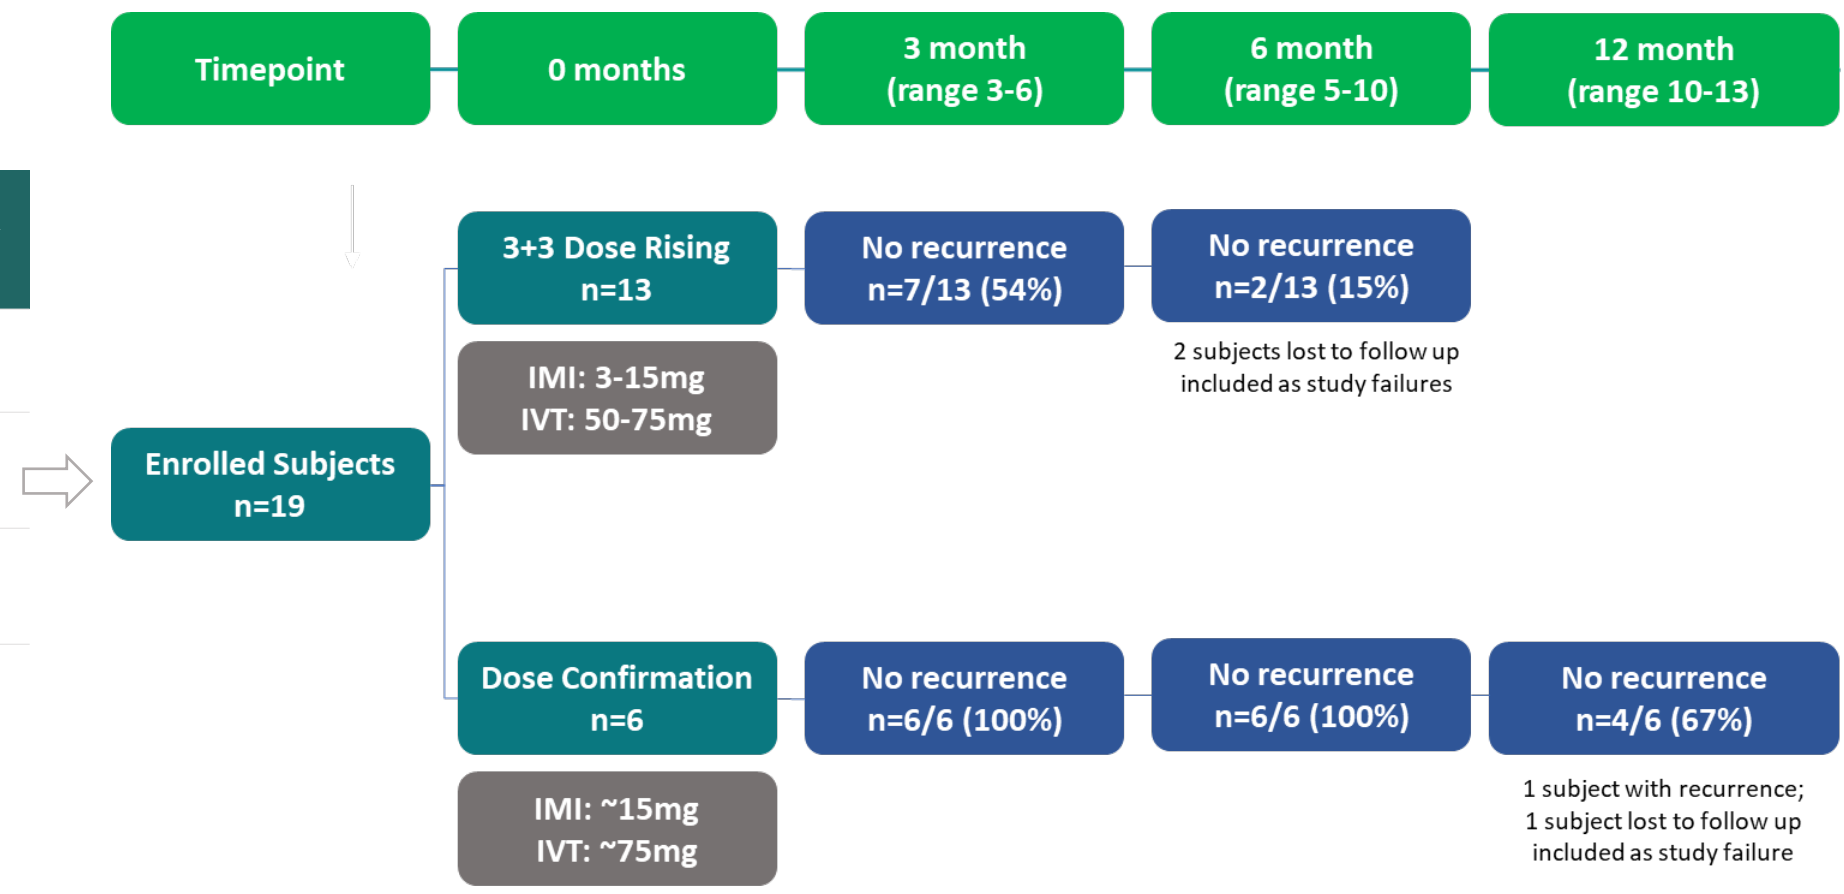 Timepoint
0 months
3 month
(range 3-6)
6 month
(range 5-10)
12 month
(range 10-13)
3+3 Dose Rising
n=13
No recurrence
n=7/13 (54%)
No recurrence
n=2/13 (15%)
2 subjects lost to follow up
included as study failures
IMI: 3-15mg
IVT: 50-75mg
Enrolled Subjects
n=19
Dose Confirmation
n=6
No recurrence
n=6/6 (100%)
No recurrence
n=6/6 (100%)
No recurrence
n=4/6 (67%)
1 subject with recurrence;
1 subject lost to follow up
included as study failure
IMI: ~15mg
IVT: ~75mg